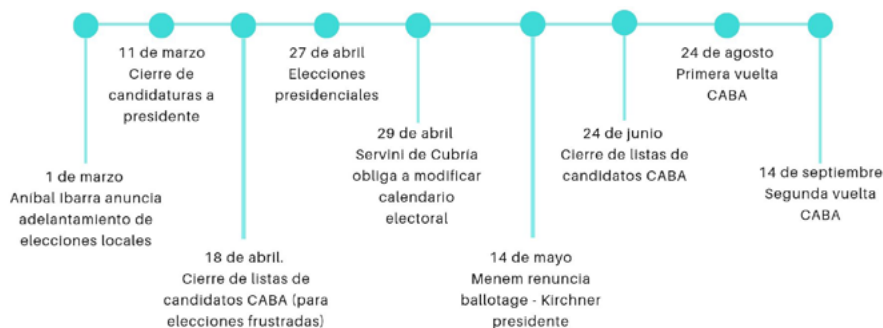 1 de marzo
Aníbal Ibarra anuncia
adelantamiento de
elecciones locales
11 de marzo
Cierre de
candidaturas a
presidente
18 de abril.
Cierre de listas de
candidatos CABA (para
elecciones frustradas)
27 de abril
Elecciones
presidenciales
29 de abril
Servini de Cubría
obliga a modificar
calendario
electoral
14 de mayo
Menem renuncia
ballotage - Kirchner
presidente
24 de junio
Cierre de listas de
candidatos CABA
24 de agosto
Primera vuelta
CABA
14 de septiembre
Segunda vuelta
CABA